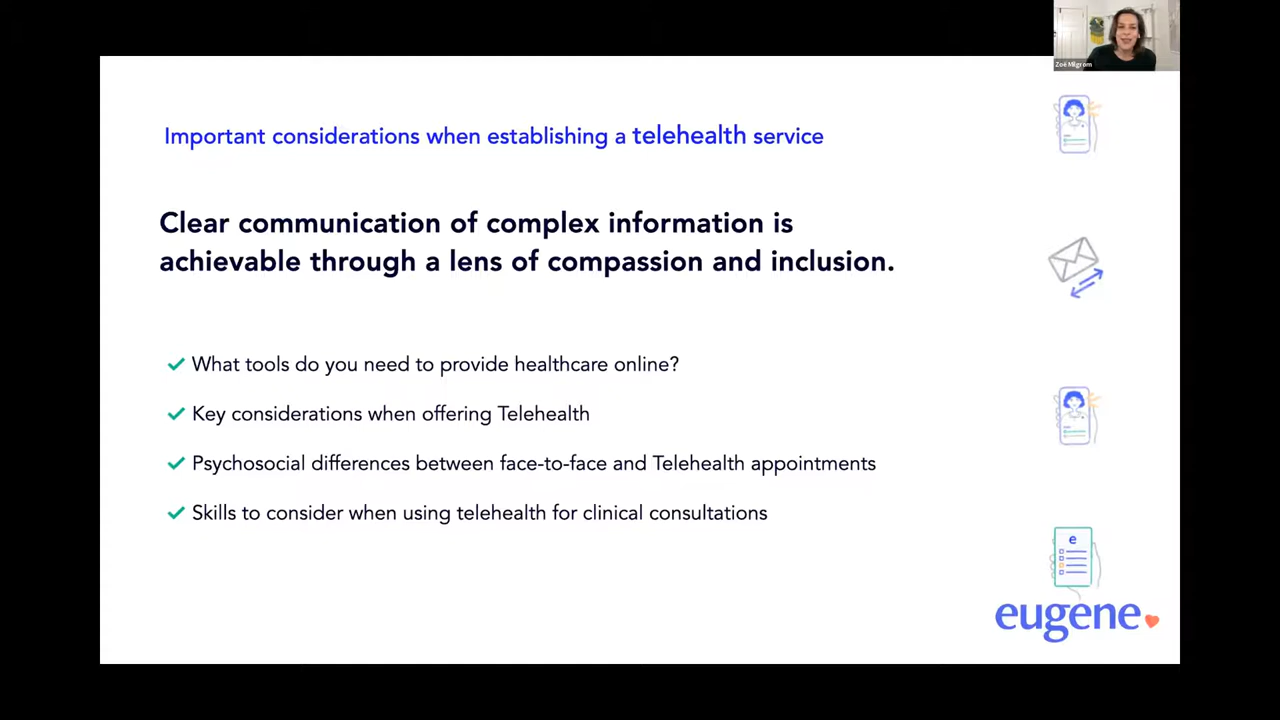 Zoë Milgrom
Important considerations when establishing a telehealth service
Clear communication of complex information is
achievable through a lens of compassion and inclusion.
What tools do you need to provide healthcare online?
Key considerations when offering Telehealth
Psychosocial differences between face-to-face and Telehealth appointments
Skills to consider when using telehealth for clinical consultations
e
eugene